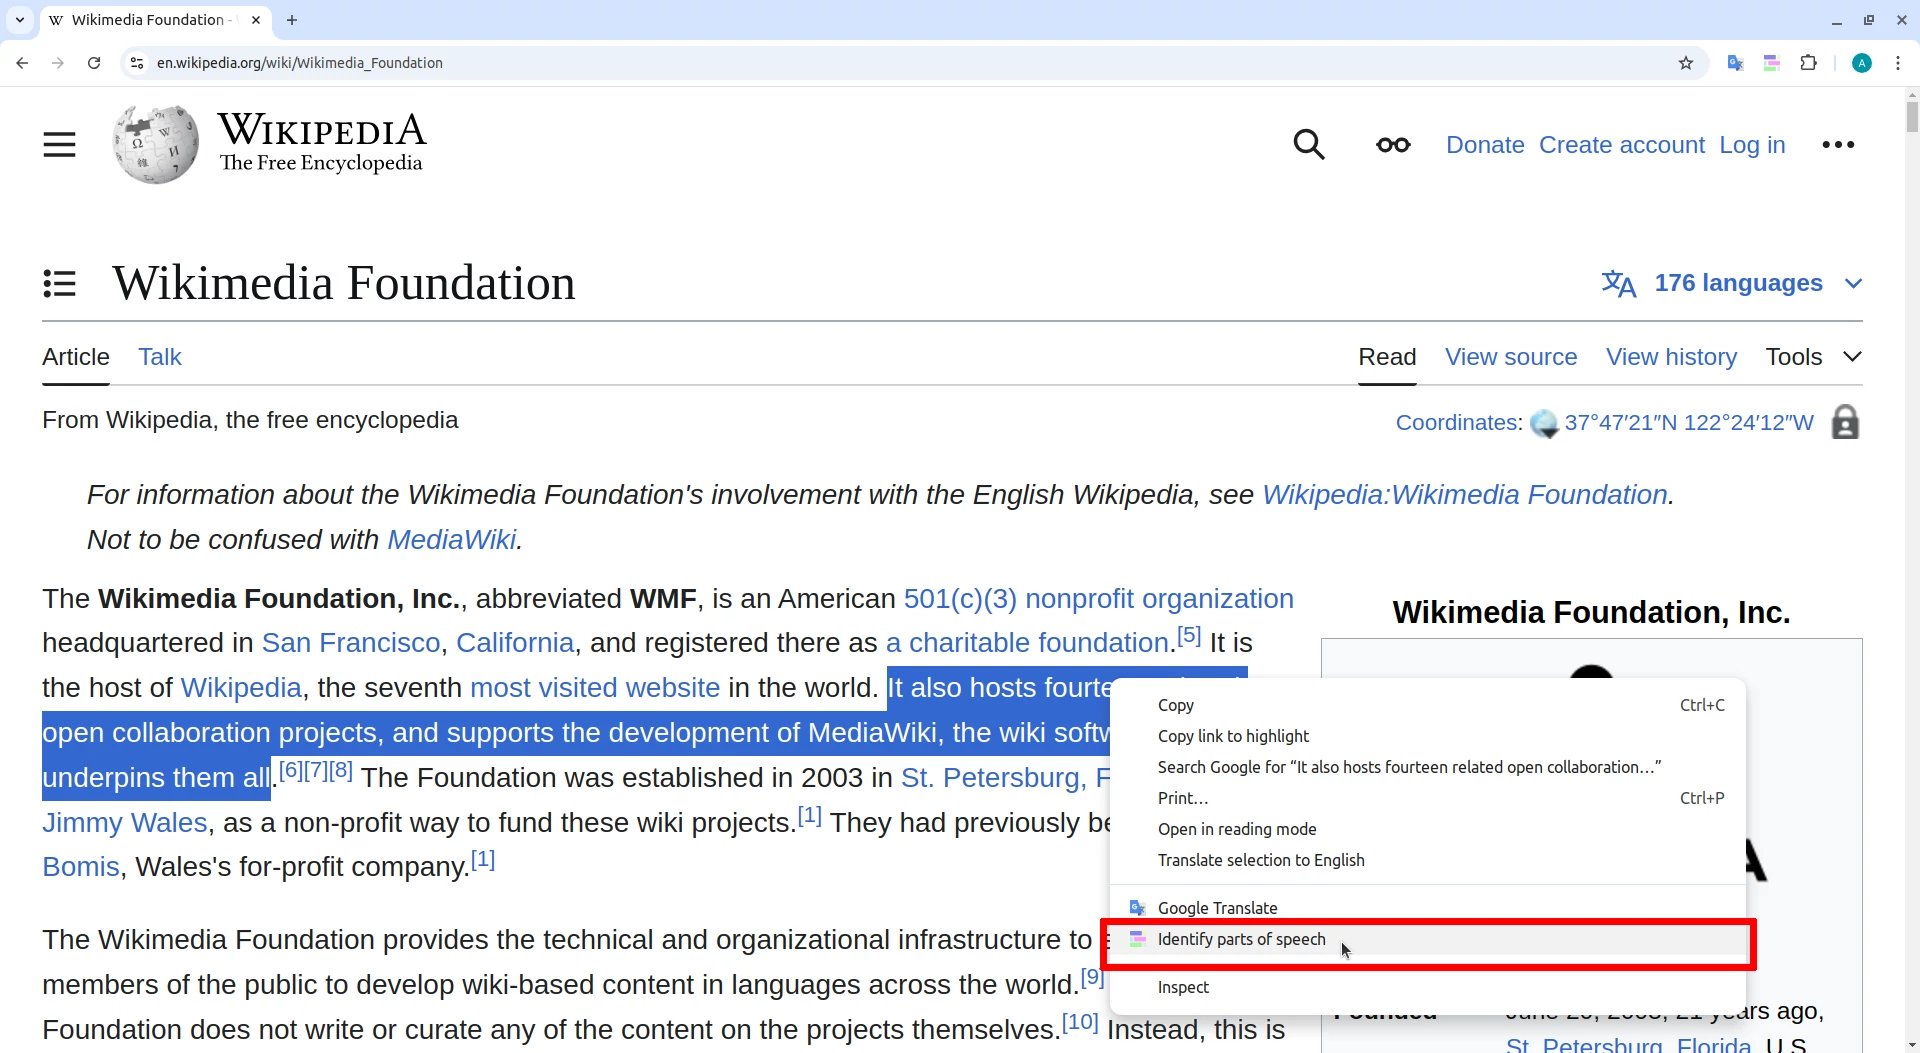 Wikimedia Foundation -
en.wikipedia.org/wiki/Wikimedia_Foundation
A
WIKIPEDIA
The Free Encyclopedia
Donate Create account Log in
Wikimedia Foundation
176 languages
Article Talk
Read View source View history Tools
From Wikipedia, the free encyclopedia
Coordinates: 37°47′21″N 122°24′12″W
For information about the Wikimedia Foundation's involvement with the English Wikipedia, see Wikipedia:Wikimedia Foundation.
Not to be confused with MediaWiki.
The Wikimedia Foundation, Inc., abbreviated WMF, is an American 501(c)(3) nonprofit organization
headquartered in San Francisco, California, and registered there as a charitable foundation.[5] It is
the host of Wikipedia, the seventh most visited website in the world. It also hosts
open collaboration projects, and supports the development of MediaWiki, the wiki
underpins them all.[6][7][8] The Foundation was established in 2003 in St. Petersburg,
Jimmy Wales, as a non-profit way to fund these wiki projects.[1] They had previously
Bomis, Wales's for-profit company.[1]
The Wikimedia Foundation provides the technical and organizational infrastructure to
members of the public to develop wiki-based content in languages across the world.[9]
Foundation does not write or curate any of the content on the projects themselves.[10] Instead, this is
Wikimedia Foundation, Inc.
Copy Ctrl+C
Copy link to highlight
Search Google for “It also hosts fourteen related open collaboration…”
Print… Ctrl+P
Open in reading mode
Translate selection to English
Google Translate
Identify parts of speech
Inspect
A
Founded June 20, 2003, 21 years ago,
St. Petersburg, Florida, U.S.